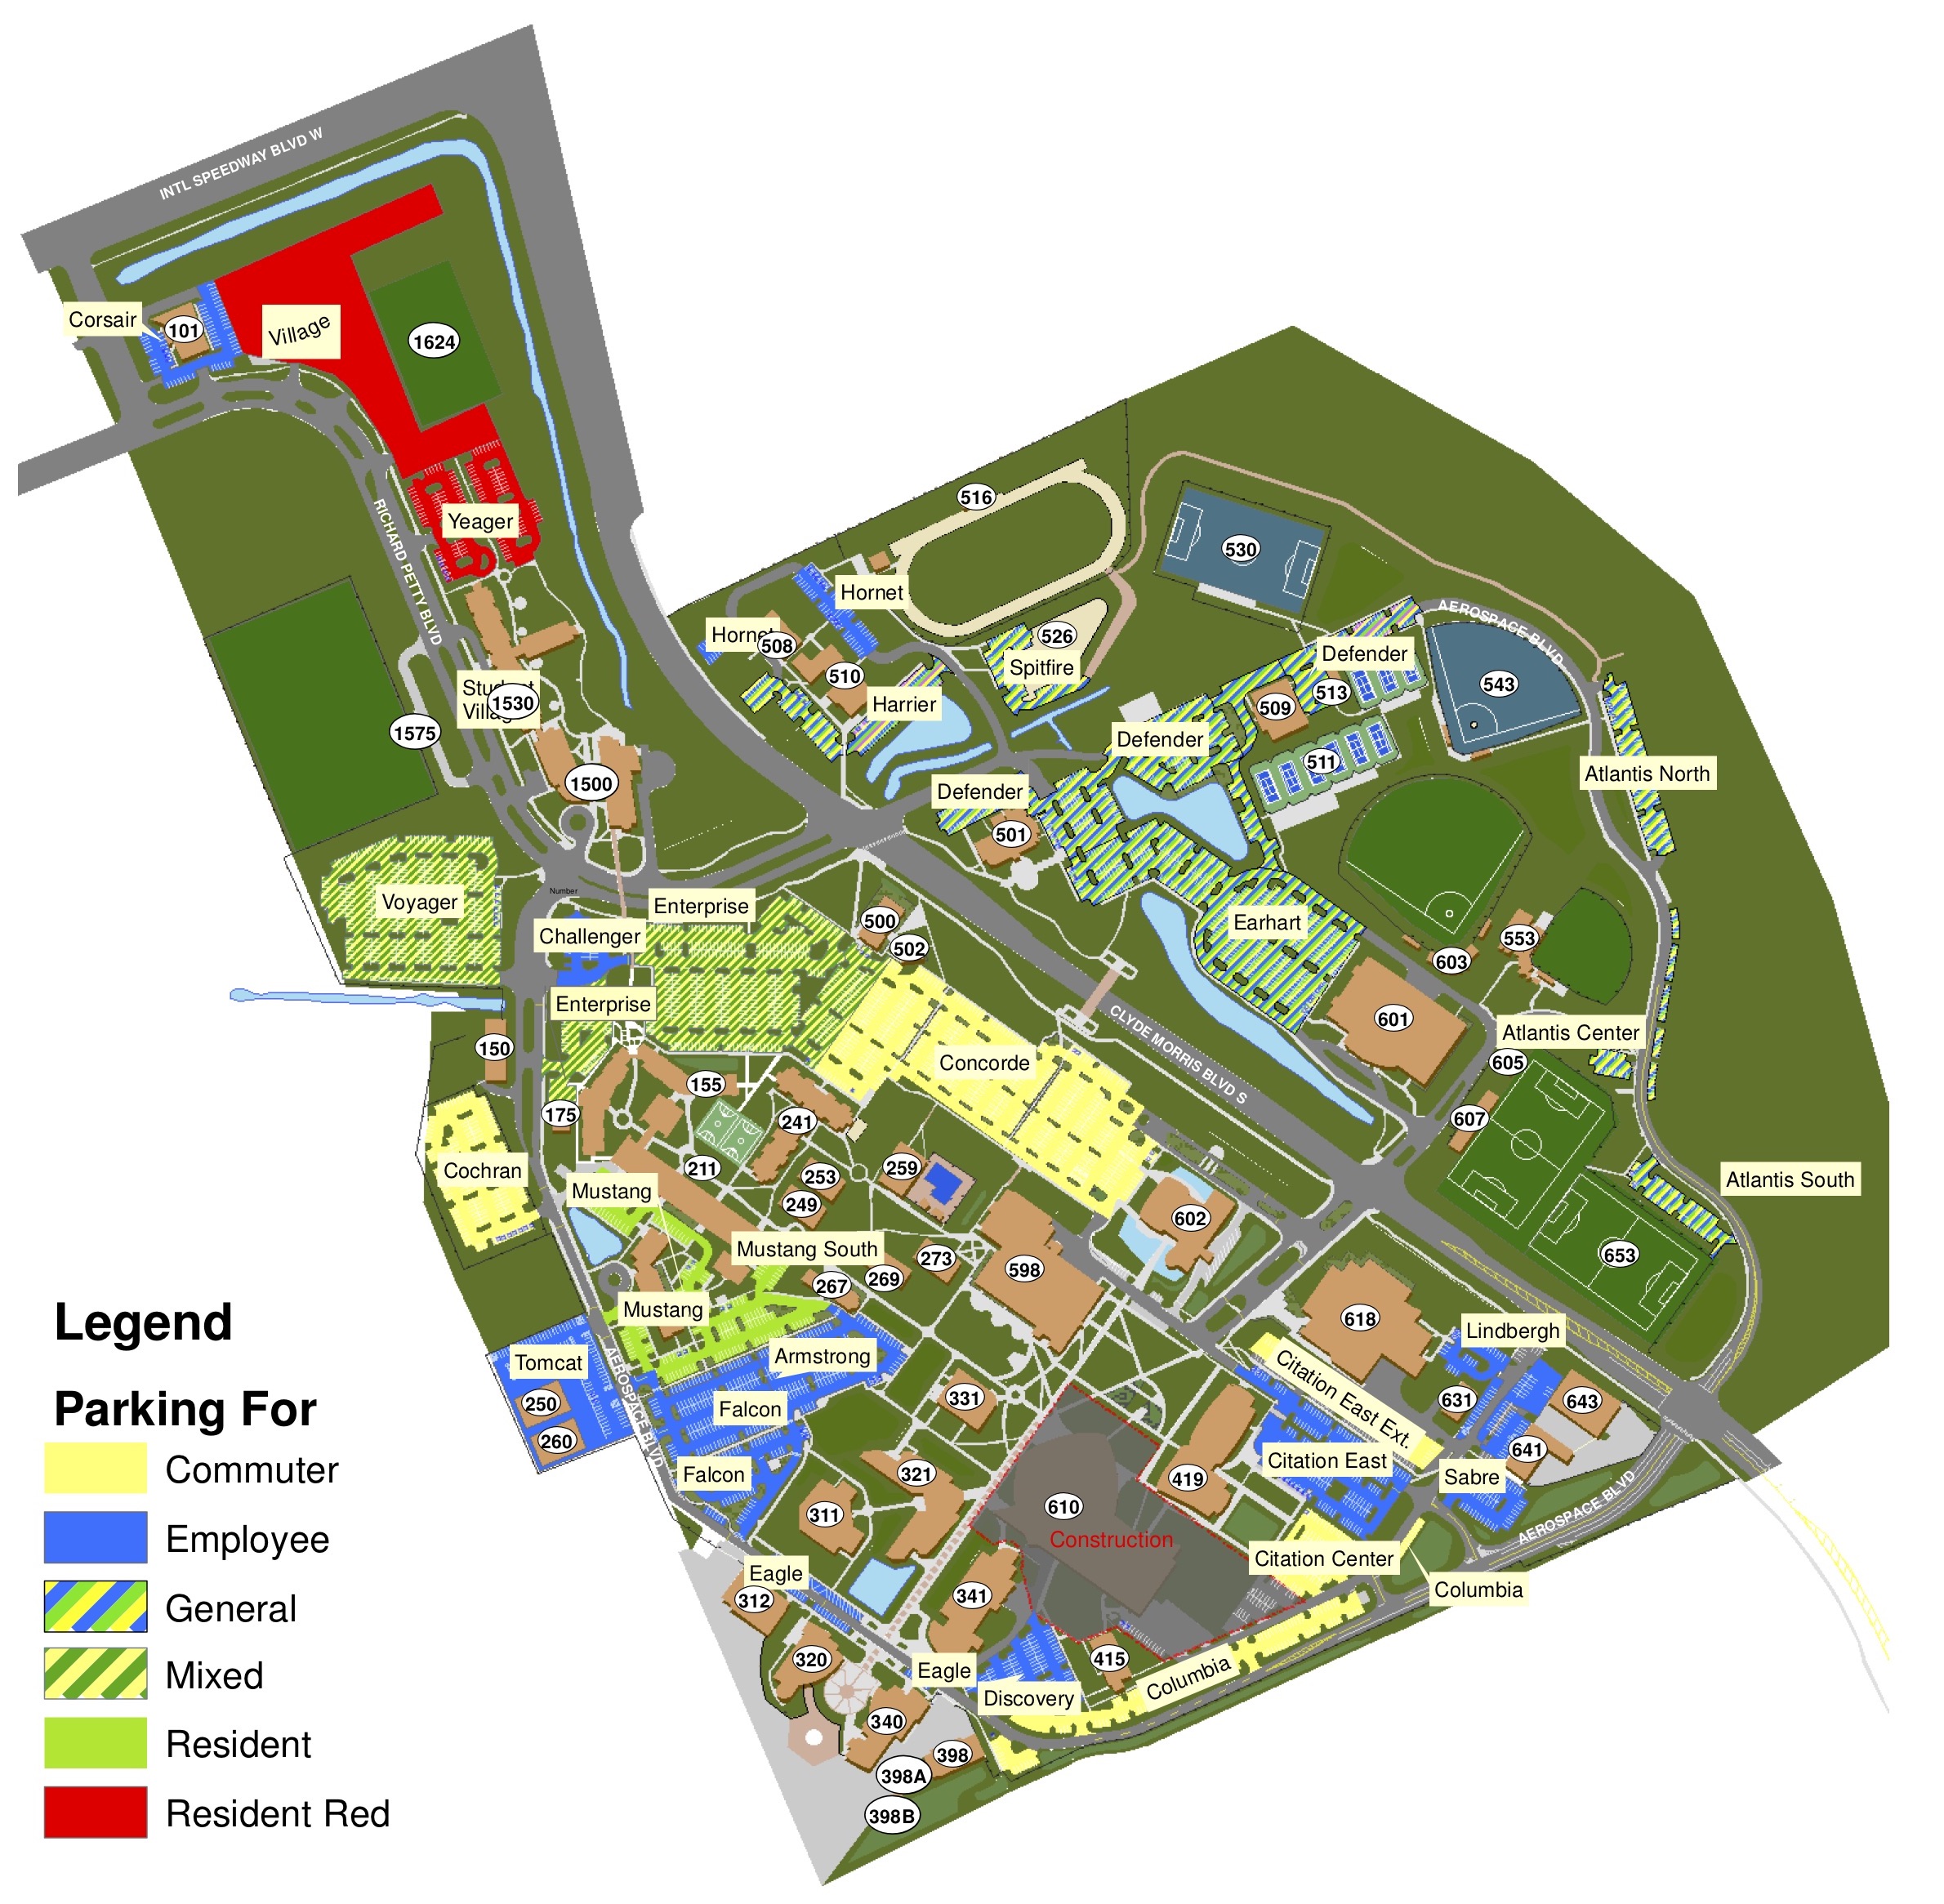 INTL SPEEDWAY BLVD W
Corsair
101
Village
1624
RICHARD PETTY BLVD
Yeager
516
530
Hornet
Hornet
508
510
526
Spitfire
Harrier
AEROSPACE BLVD
Defender
513
509
543
Student
Village
1530
1575
1500
Defender
511
Atlantis North
Defender
501
Number
Voyager
Enterprise
Challenger
500
502
Earhart
553
603
Enterprise
601
Atlantis Center
605
150
Concorde
CLYDE MORRIS BLVD S
155
175
241
607
Cochran
211
253
259
249
Mustang
Atlantis South
602
Mustang South
273
269
267
598
653
Mustang
618
Lindbergh
Tomcat
Armstrong
AEROSPACE BLVD
250
260
Falcon
331
Citation East Ext.
631
643
641
Falcon
321
419
Citation East
Sabre
311
610
Construction
AEROSPACE BLVD
Eagle
312
341
Citation Center
Columbia
320
Eagle
415
Columbia
Discovery
340
398
398A
398B
Legend
Parking For
Commuter
Employee
General
Mixed
Resident
Resident Red